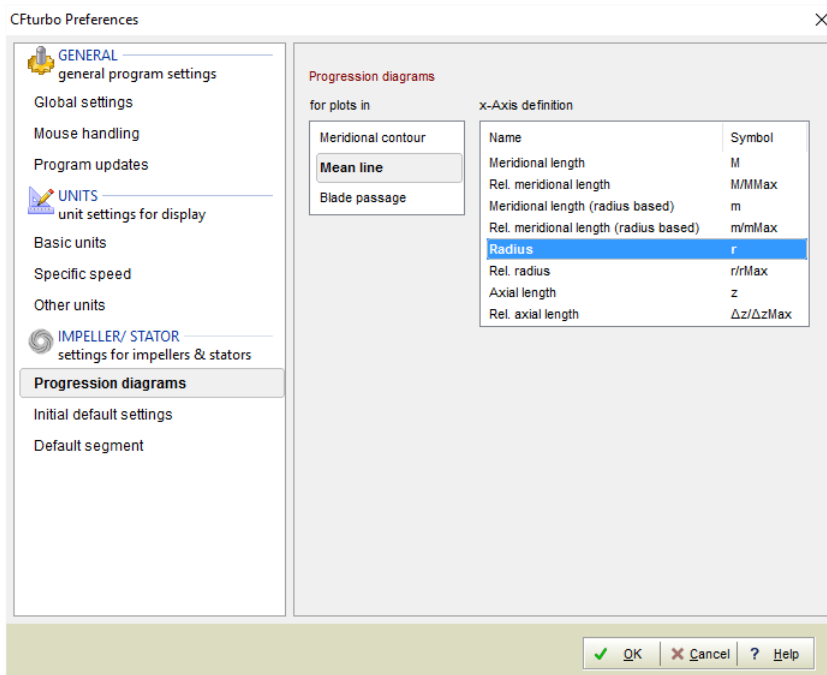 CFturbo Preferences
GENERAL
general program settings
Global settings
Mouse handling
Program updates
UNITS
unit settings for display
Basic units
Specific speed
Other units
IMPELLER/ STATOR
settings for impellers & stators
Progression diagrams
Initial default settings
Default segment
Progression diagrams
for plots in
Meridional contour
Mean line
Blade passage
x-Axis definition
Name Symbol
Meridional length M
Rel. meridional length M/MMax
Meridional length (radius based) m
Rel. meridional length (radius based) m/mMax
Radius r
Rel. radius r/rMax
Axial length z
Rel. axial length Δz/ΔzMax
OK Cancel ? Help